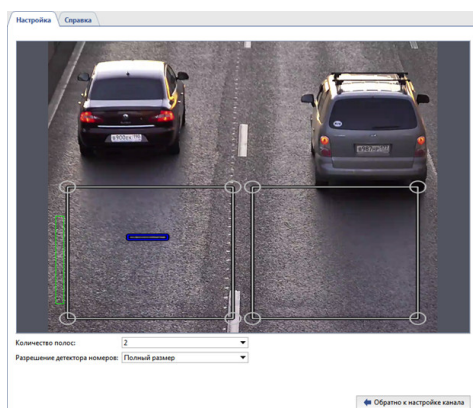 Настройка Справка
Количество полос: 2
Разрешение детектора номеров: Полный размер
Обратно к настройке канала